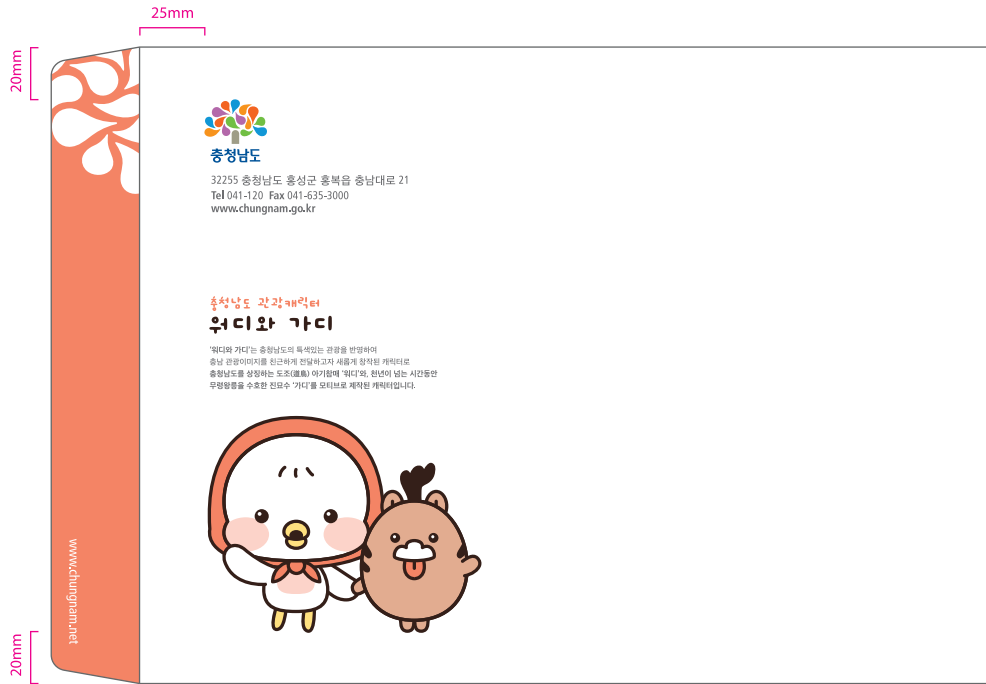 25mm
20mm
충청남도
32255 충청남도 홍성군 홍북읍 충남대로 21
Tel 041-120 Fax 041-635-3000
www.chungnam.go.kr
충청남도 관광캐릭터
워디와 가디
'워디와 가디'는 충청남도의 특색있는 관광을 반영하여
충남 관광이미지를 친근하게 전달하고자 새롭게 창작된 캐릭터로
충청남도를 상징하는 도조(道鳥) 아기참매 '워디'와, 천년이 넘는 시간동안
무령왕릉을 수호한 진묘수 '가디'를 모티브로 제작된 캐릭터입니다.
www.chungnam.net
20mm